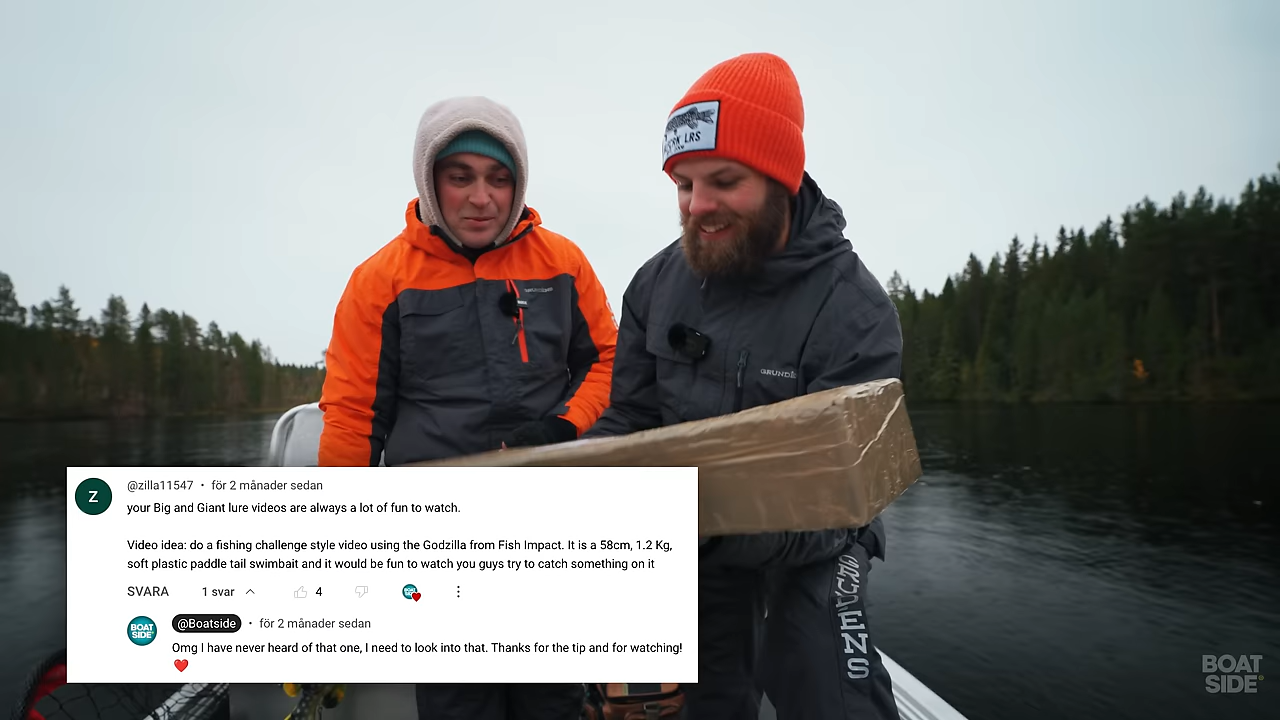 LRS
GRUNDÉNS
@zilla11547 • för 2 månader sedan
your Big and Giant lure videos are always a lot of fun to watch.
Video idea: do a fishing challenge style video using the Godzilla from Fish Impact. It is a 58cm, 1.2 Kg,
soft plastic paddle tail swimbait and it would be fun to watch you guys try to catch something on it
SVARA 1 svar 4
@Boatside • för 2 månader sedan
Omg I have never heard of that one, I need to look into that. Thanks for the tip and for watching!
❤️
Z
BOAT
SIDE
BOAT
SIDE